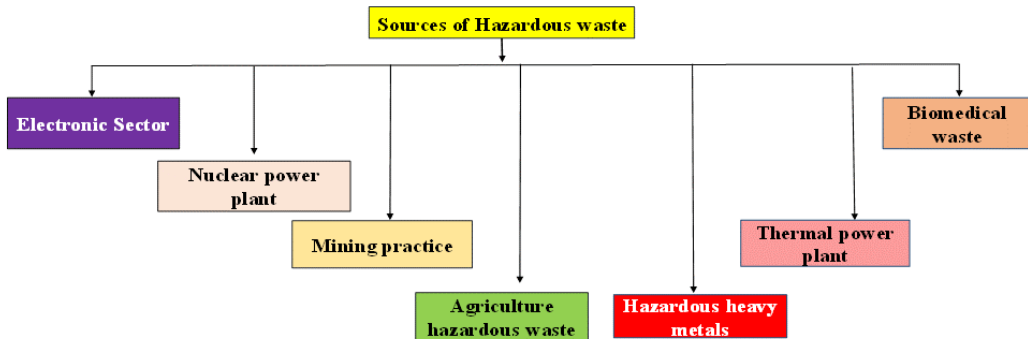 Sources of Hazardous waste
Electronic Sector
Biomedical
waste
Nuclear power
plant
Mining practice
Thermal power
plant
Agriculture
hazardous waste
Hazardous heavy
metals